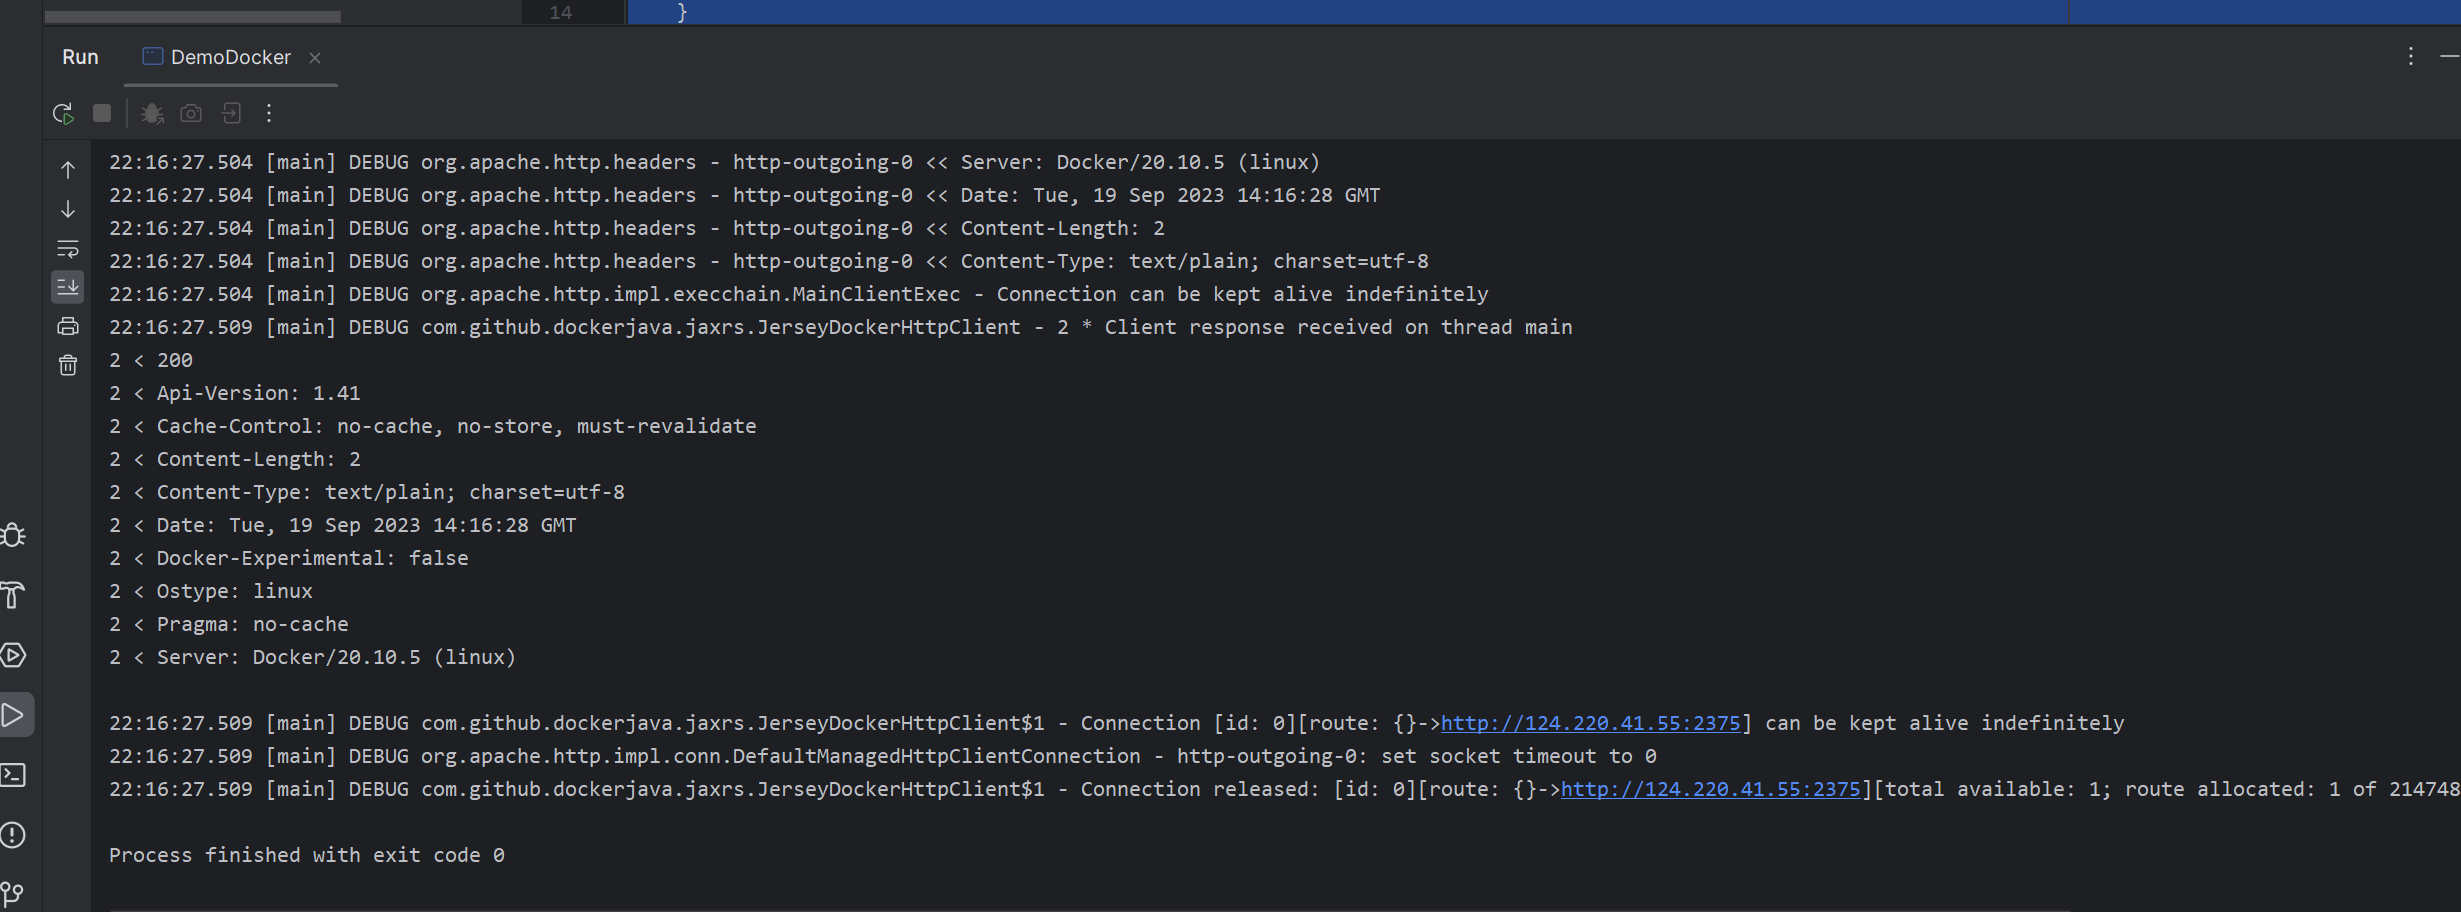 14 }
Run DemoDocker
22:16:27.504 [main] DEBUG org.apache.http.headers - http-outgoing-0 << Server: Docker/20.10.5 (linux)
22:16:27.504 [main] DEBUG org.apache.http.headers - http-outgoing-0 << Date: Tue, 19 Sep 2023 14:16:28 GMT
22:16:27.504 [main] DEBUG org.apache.http.headers - http-outgoing-0 << Content-Length: 2
22:16:27.504 [main] DEBUG org.apache.http.headers - http-outgoing-0 << Content-Type: text/plain; charset=utf-8
22:16:27.504 [main] DEBUG org.apache.http.impl.execchain.MainClientExec - Connection can be kept alive indefinitely
22:16:27.509 [main] DEBUG com.github.dockerjava.jaxrs.JerseyDockerHttpClient - 2 * Client response received on thread main
2 < 200
2 < Api-Version: 1.41
2 < Cache-Control: no-cache, no-store, must-revalidate
2 < Content-Length: 2
2 < Content-Type: text/plain; charset=utf-8
2 < Date: Tue, 19 Sep 2023 14:16:28 GMT
2 < Docker-Experimental: false
2 < Ostype: linux
2 < Pragma: no-cache
2 < Server: Docker/20.10.5 (linux)
22:16:27.509 [main] DEBUG com.github.dockerjava.jaxrs.JerseyDockerHttpClient$1 - Connection [id: 0][route: {}->http://124.220.41.55:2375] can be kept alive indefinitely
22:16:27.509 [main] DEBUG org.apache.http.impl.conn.DefaultManagedHttpClientConnection - http-outgoing-0: set socket timeout to 0
22:16:27.509 [main] DEBUG com.github.dockerjava.jaxrs.JerseyDockerHttpClient$1 - Connection released: [id: 0][route: {}->http://124.220.41.55:2375][total available: 1; route allocated: 1 of 214748
Process finished with exit code 0